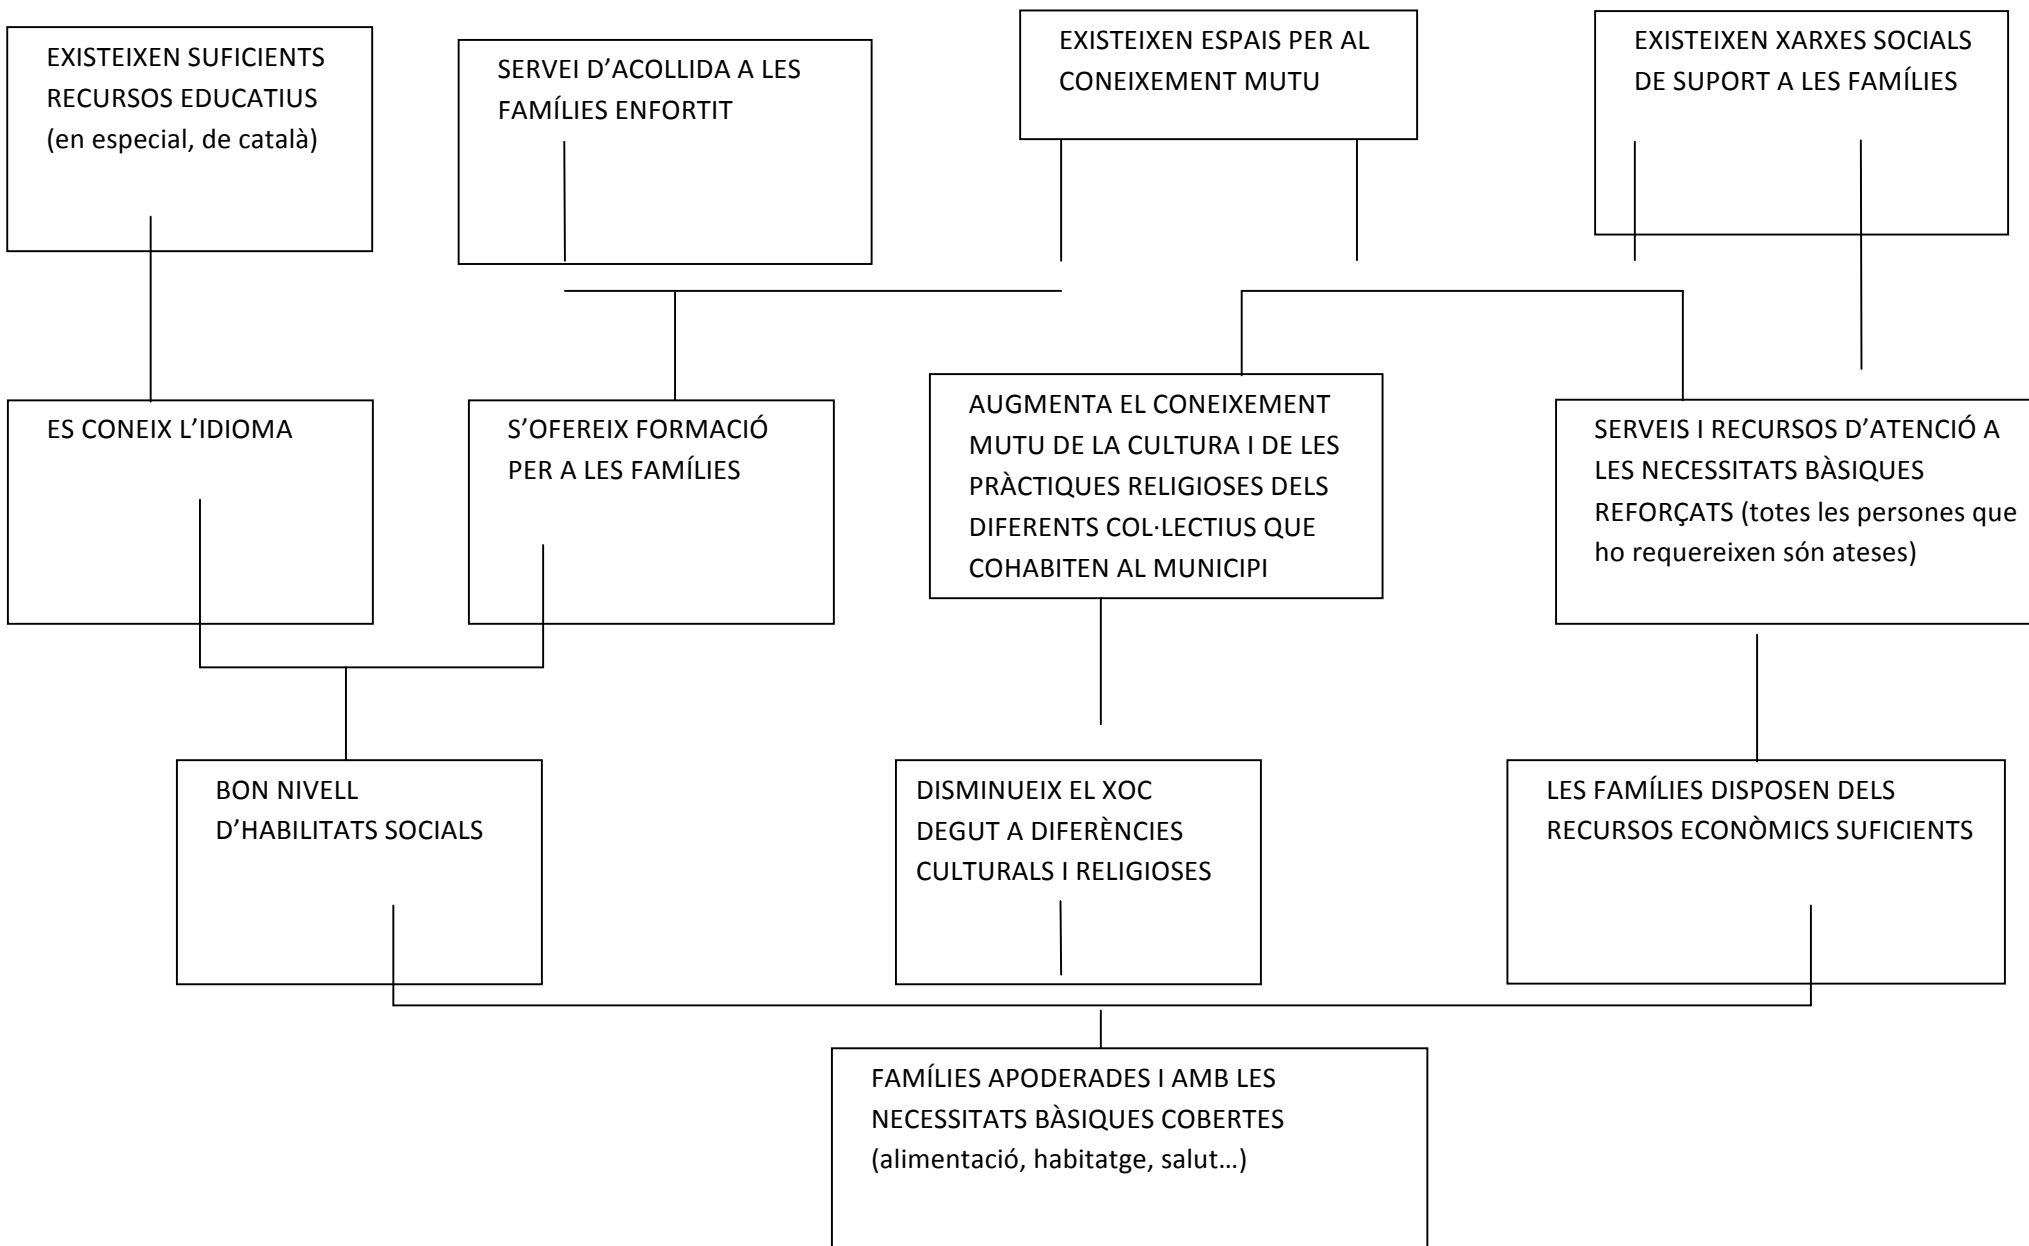 EXISTEIXEN SUFICIENTS
RECURSOS EDUCATIUS
(en especial, de català)
SERVEI D’ACOLLIDA A LES
FAMÍLIES ENFORTIT
EXISTEIXEN ESPAIS PER AL
CONEIXEMENT MUTU
EXISTEIXEN XARXES SOCIALS
DE SUPORT A LES FAMÍLIES
ES CONEIX L’IDIOMA
S’OFEREIX FORMACIÓ
PER A LES FAMÍLIES
AUGMENTA EL CONEIXEMENT
MUTU DE LA CULTURA I DE LES
PRÀCTIQUES RELIGIOSES DELS
DIFERENTS COL·LECTIUS QUE
COHABITEN AL MUNICIPI
SERVEIS I RECURSOS D’ATENCIÓ A
LES NECESSITATS BÀSIQUES
REFORÇATS (totes les persones que
ho requereixen són ateses)
BON NIVELL
D’HABILITATS SOCIALS
DISMINUEIX EL XOC
DEGUT A DIFERÈNCIES
CULTURALS I RELIGIOSES
LES FAMÍLIES DISPOSEN DELS
RECURSOS ECONÒMICS SUFICIENTS
FAMÍLIES APODERADES I AMB LES
NECESSITATS BÀSIQUES COBERTES
(alimentació, habitatge, salut…)